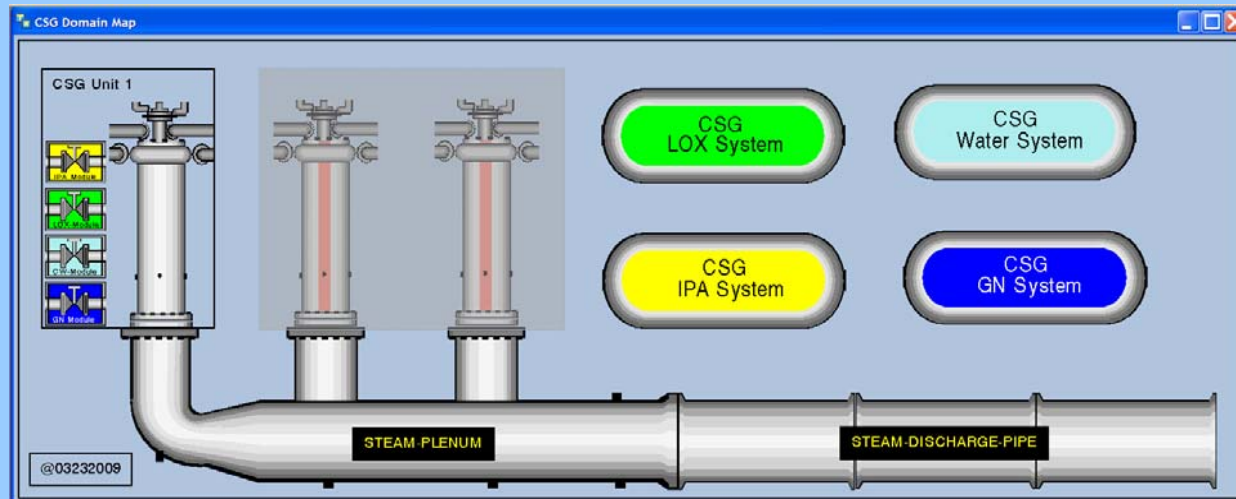 CSG Domain Map
CSG Unit 1
IPA Module
LOX-Module
CW-Module
GN Module
CSG
LOX System
CSG
Water System
CSG
IPA System
CSG
GN System
STEAM-PLENUM
STEAM-DISCHARGE-PIPE
@03232009